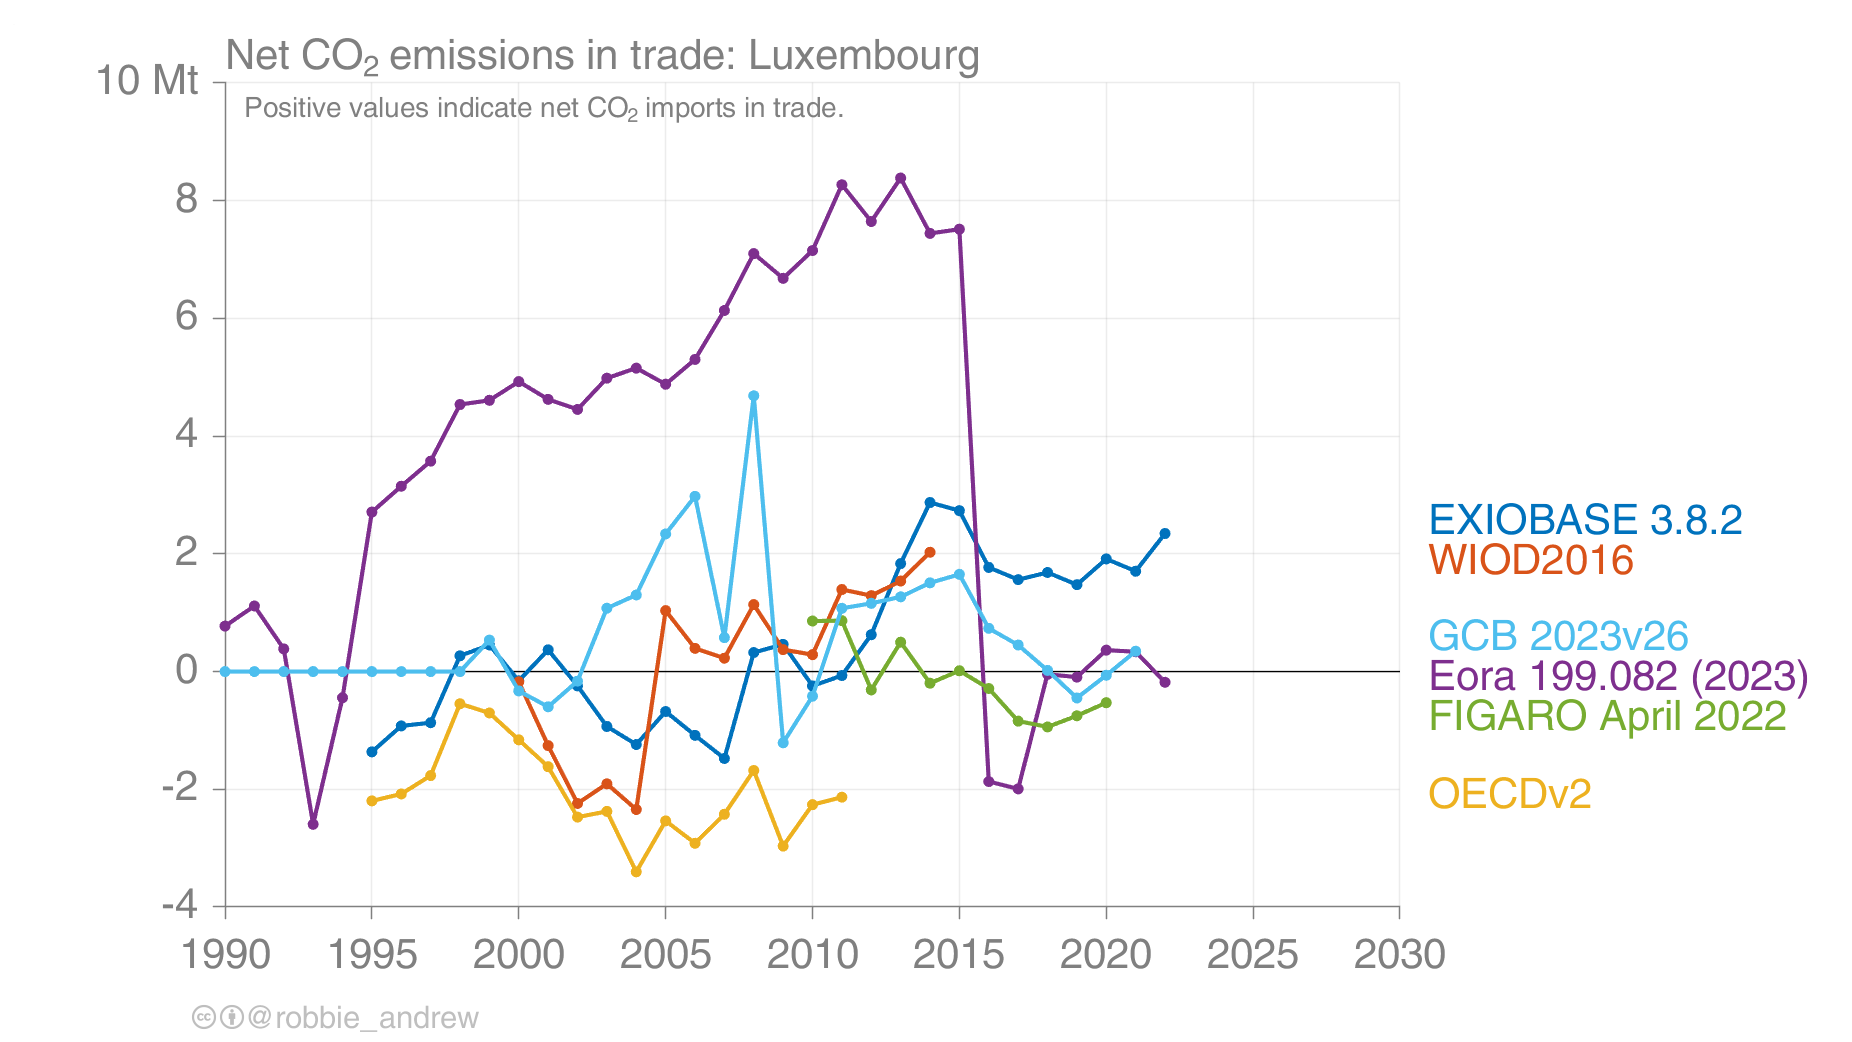 Net CO₂ emissions in trade: Luxembourg
10 Mt
Positive values indicate net CO₂ imports in trade.
8
6
4
2
0
-2
-4
1990 1995 2000 2005 2010 2015 2020 2025 2030
EXIOBASE 3.8.2
WIOD2016
GCB 2023v26
Eora 199.082 (2023)
FIGARO April 2022
OECDv2
cc @robbie_andrew